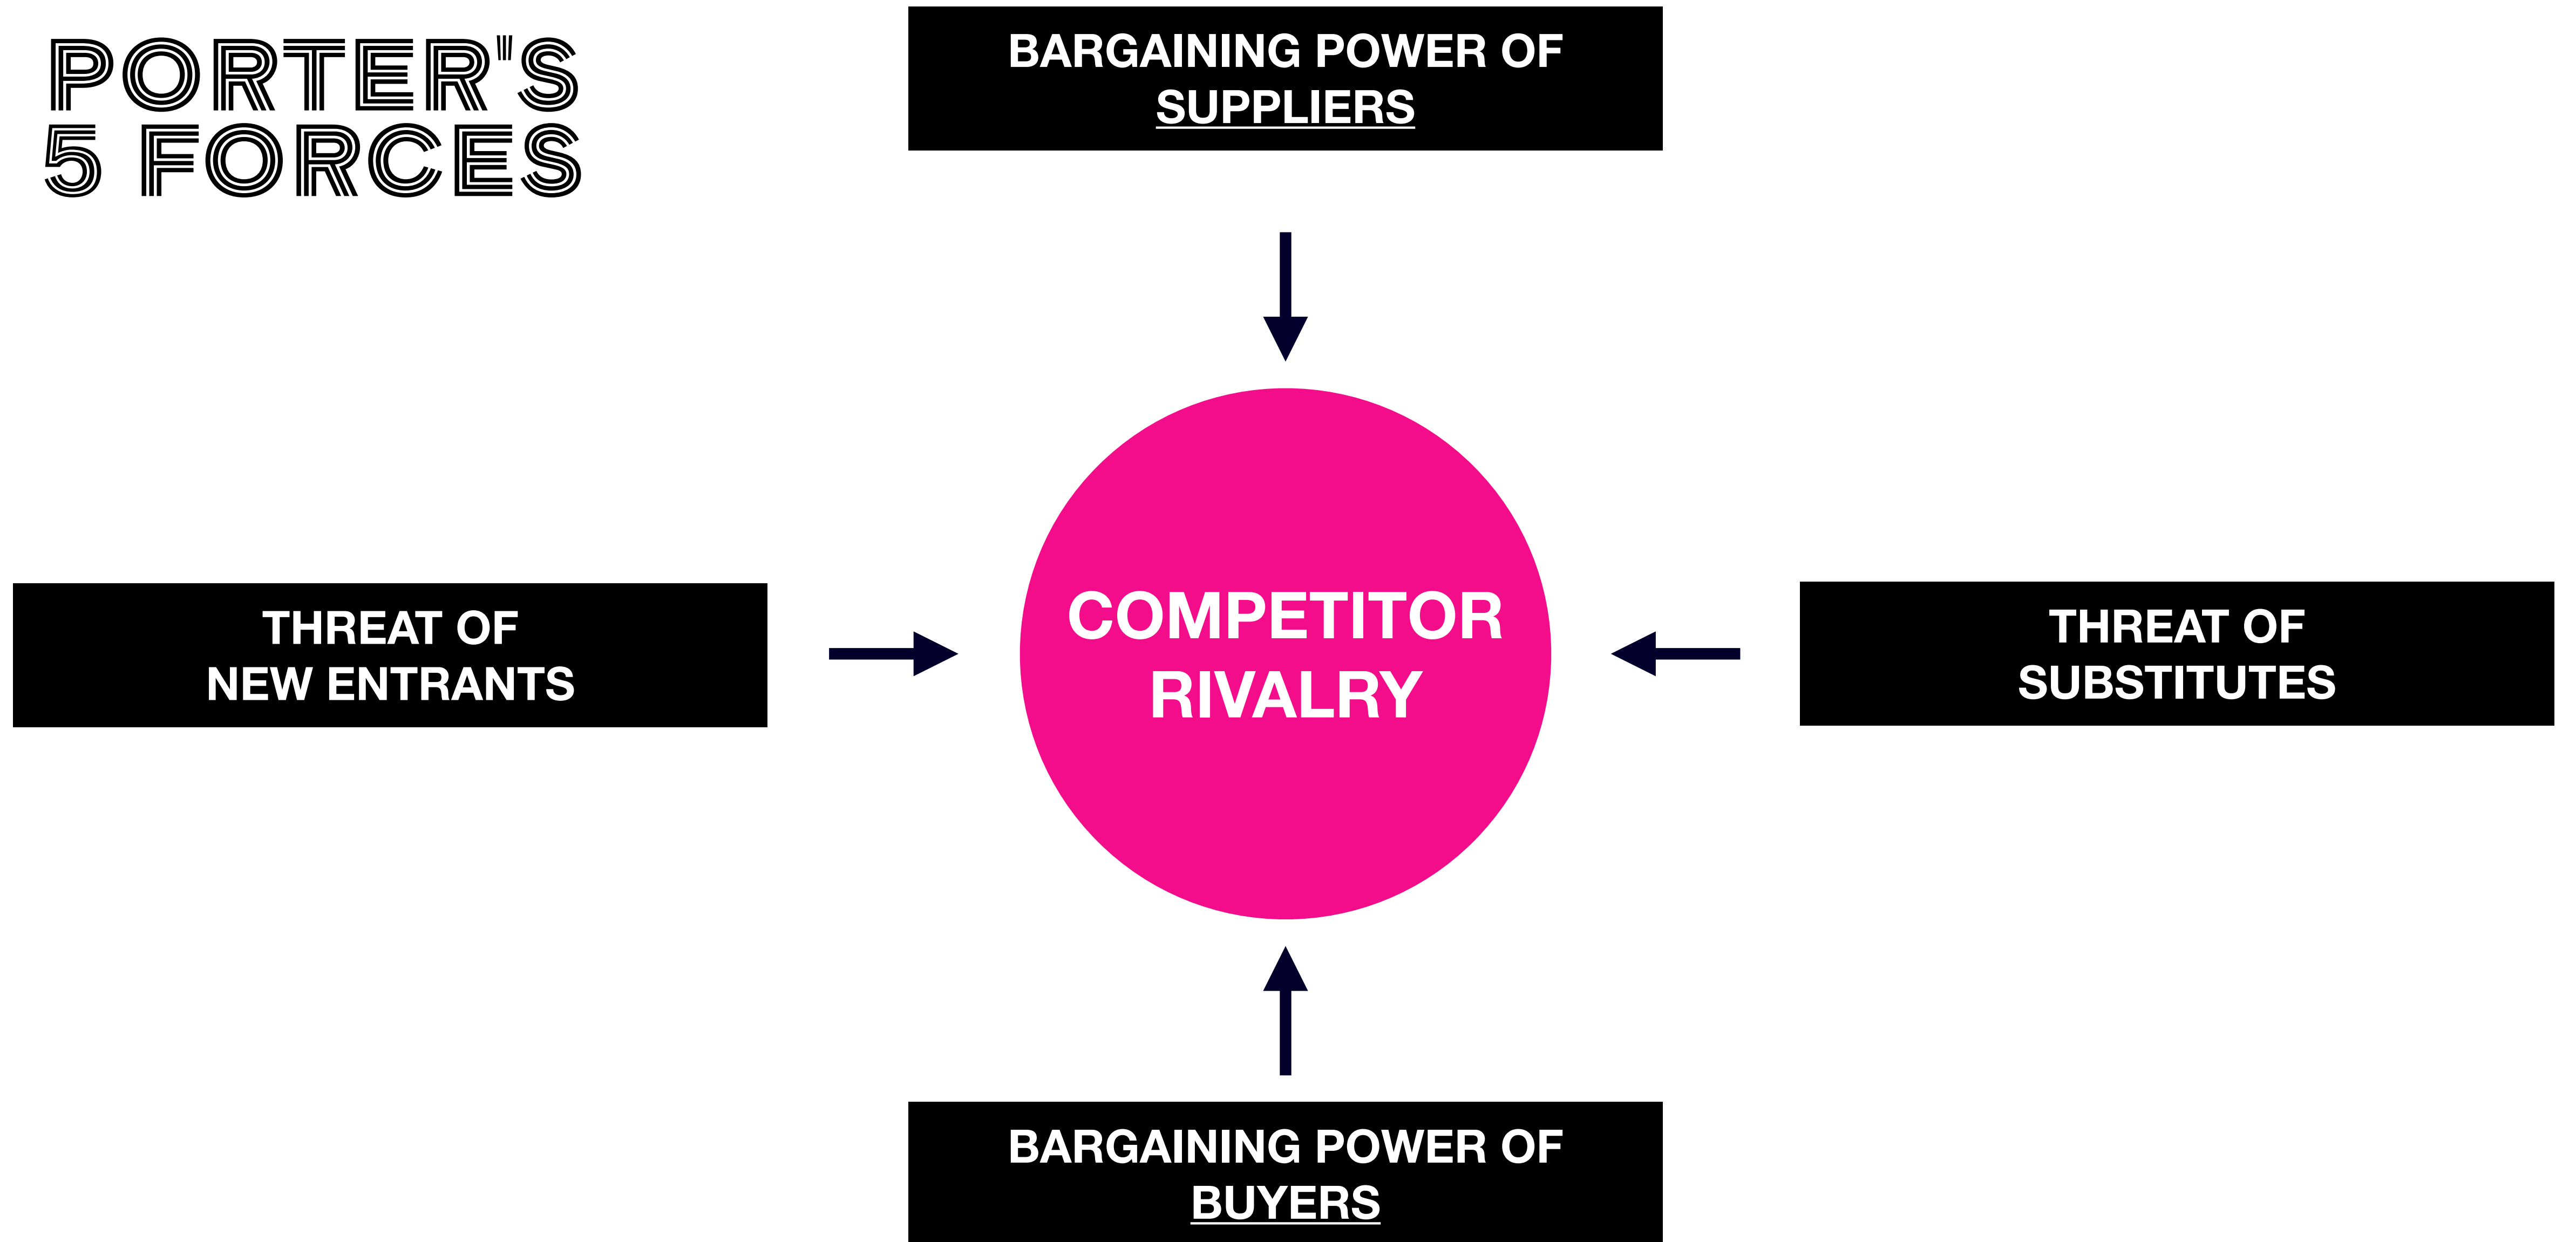 PORTER'S
5 FORCES
BARGAINING POWER OF
SUPPLIERS
THREAT OF
NEW ENTRANTS
COMPETITOR
RIVALRY
THREAT OF
SUBSTITUTES
BARGAINING POWER OF
BUYERS